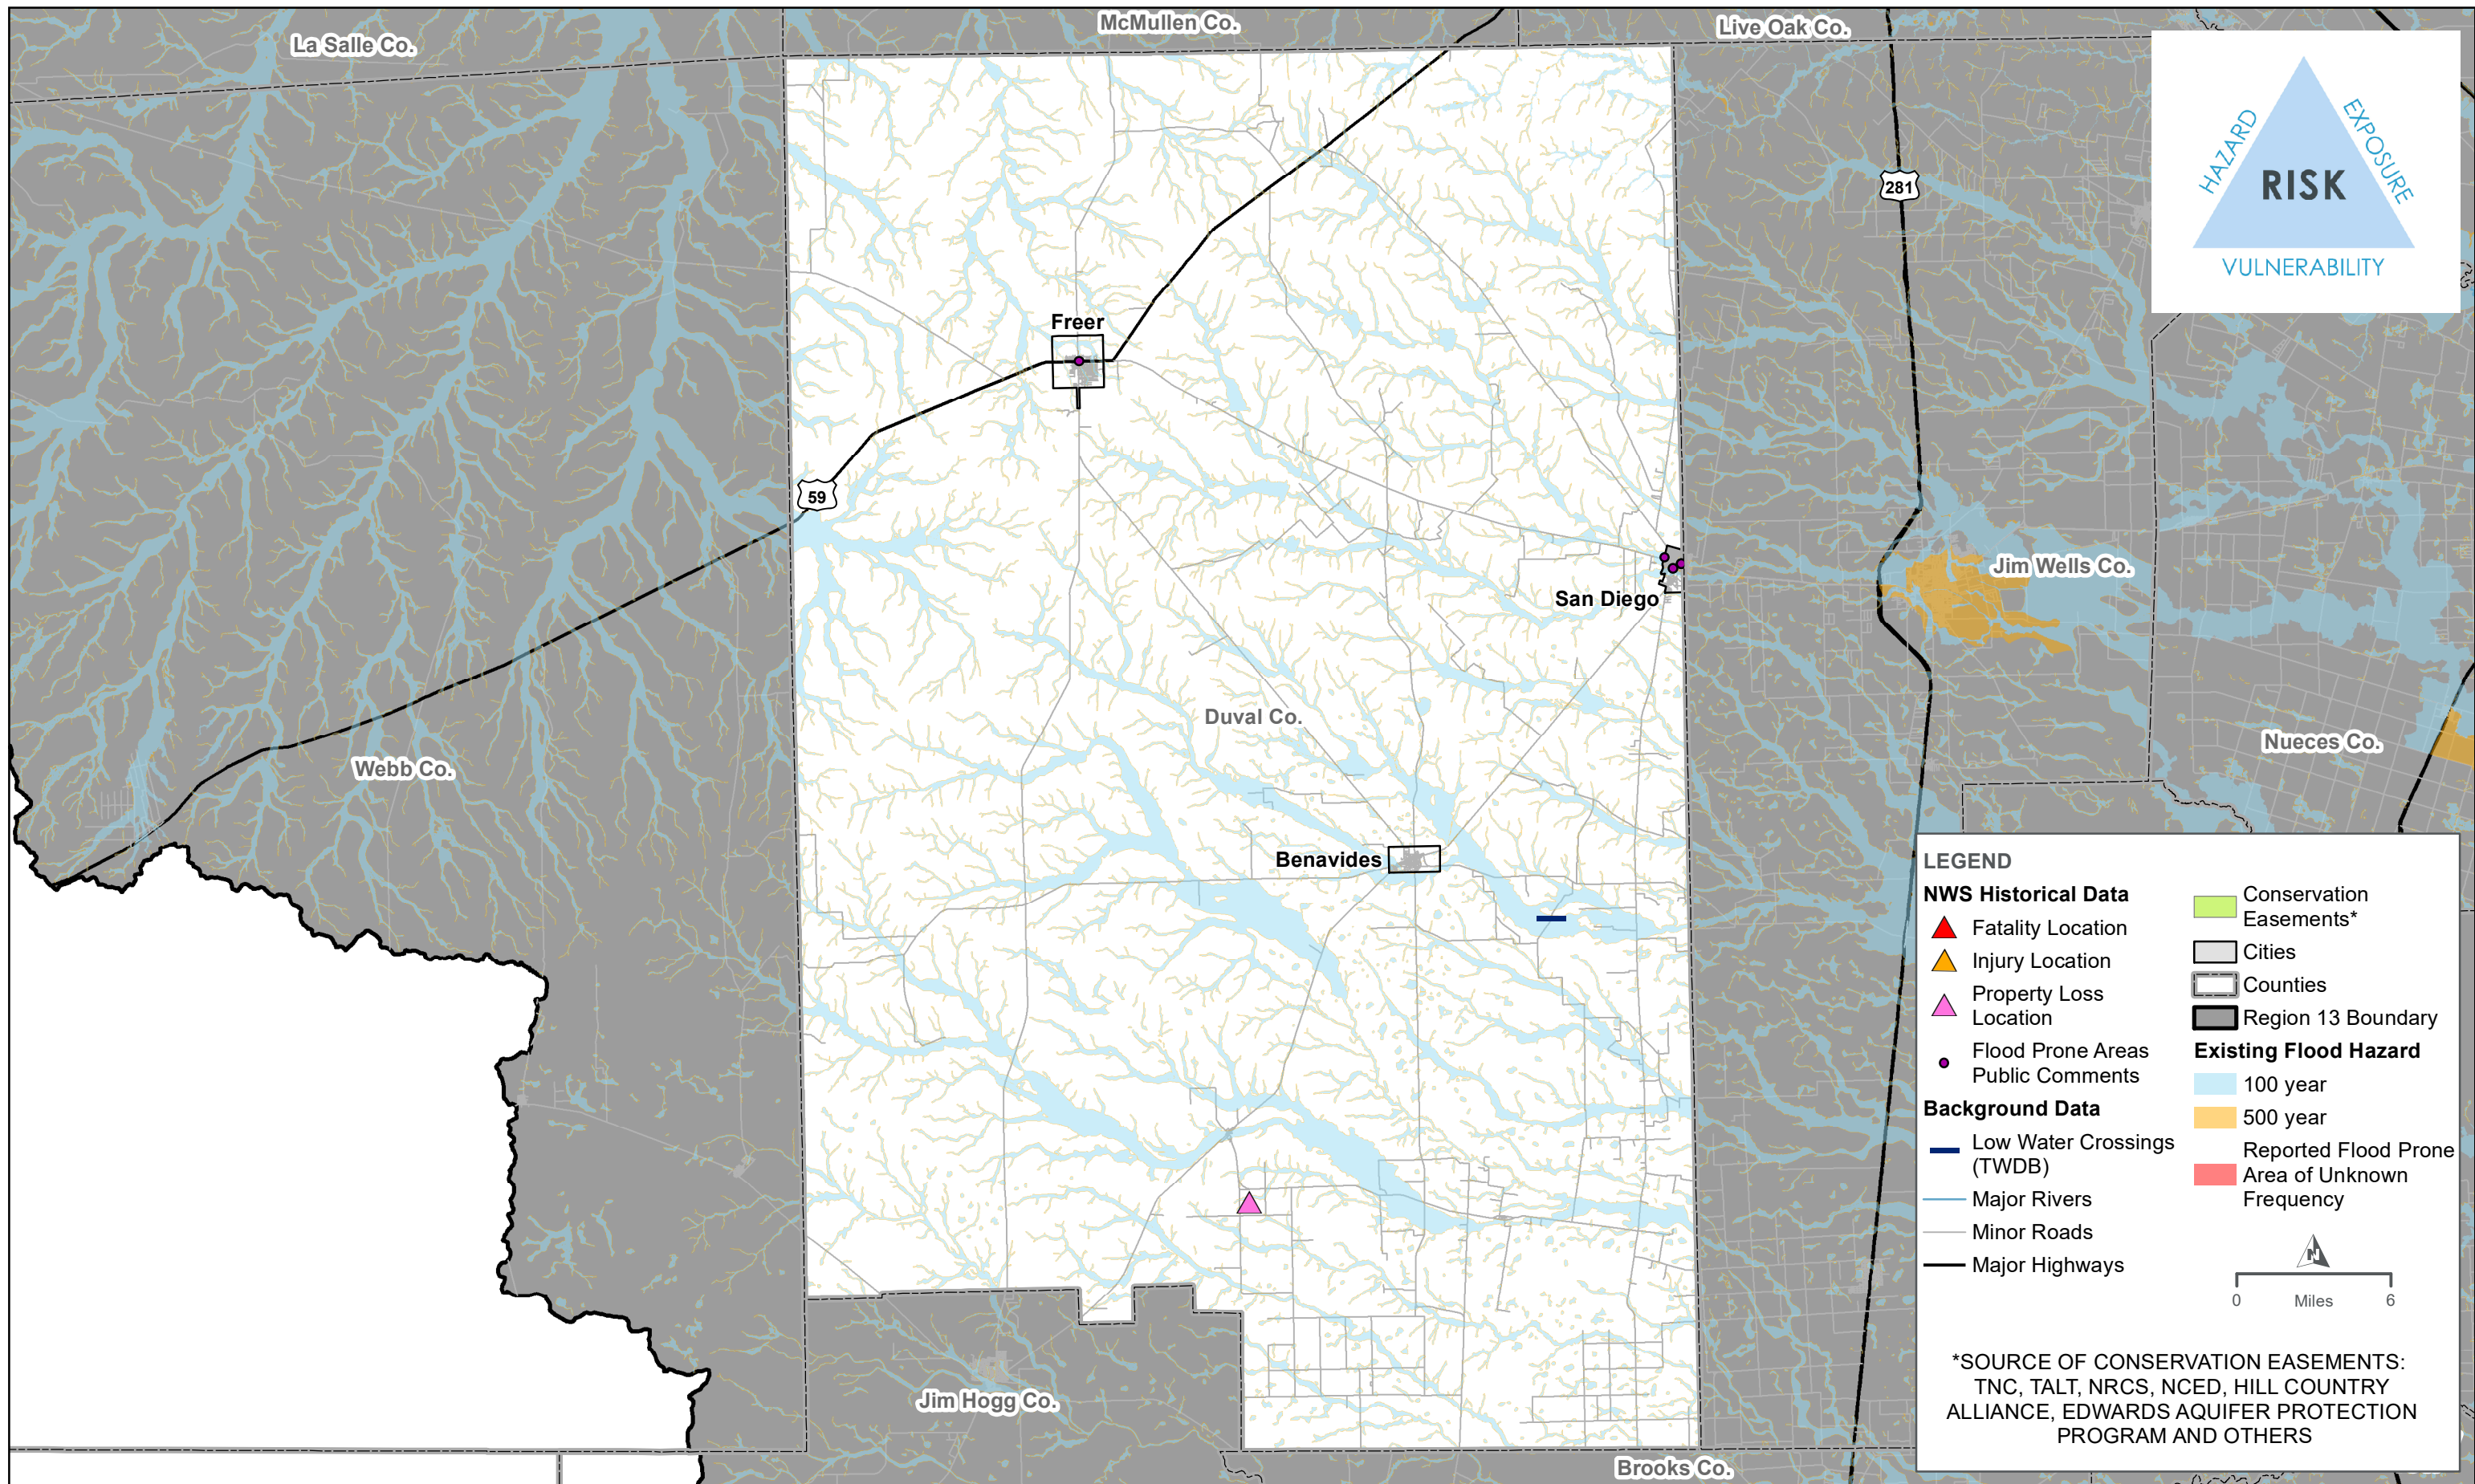 La Salle Co.
McMullen Co.
Live Oak Co.
HAZARD
EXPOSURE
RISK
VULNERABILITY
281
Freer
59
Jim Wells Co.
San Diego
Duval Co.
Nueces Co.
Webb Co.
Benavides
Jim Hogg Co.
Brooks Co.
LEGEND
NWS Historical Data
Fatality Location
Injury Location
Property Loss
Location
Flood Prone Areas
Public Comments
Background Data
Low Water Crossings
(TWDB)
Major Rivers
Minor Roads
Major Highways
Conservation
Easements*
Cities
Counties
Region 13 Boundary
Existing Flood Hazard
100 year
500 year
Reported Flood Prone
Area of Unknown
Frequency
N
0 Miles 6
*SOURCE OF CONSERVATION EASEMENTS:
TNC, TALT, NRCS, NCED, HILL COUNTRY
ALLIANCE, EDWARDS AQUIFER PROTECTION
PROGRAM AND OTHERS